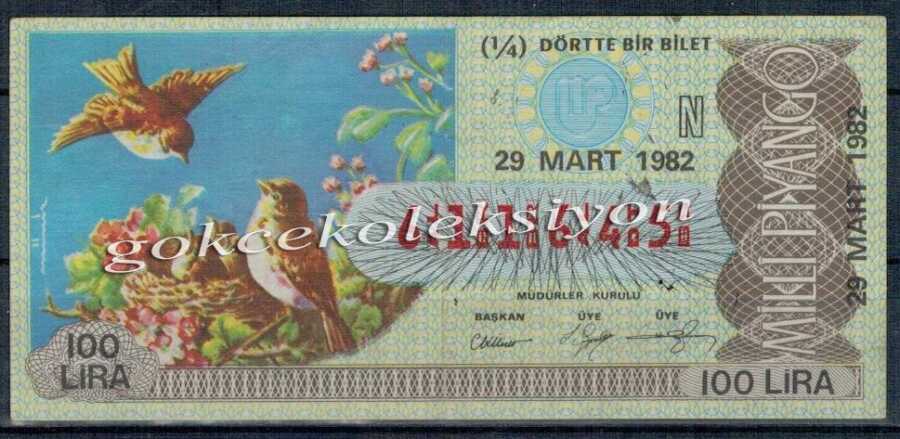 (¼) DÖRTTE BİR BİLET
MP
N
29 MART 1982
gokcekoleksiyon
MÜDÜRLER KURULU
BAŞKAN ÜYE ÜYE
100
LİRA
100 LİRA
MİLLİ PİYANGO
29 MART 1982